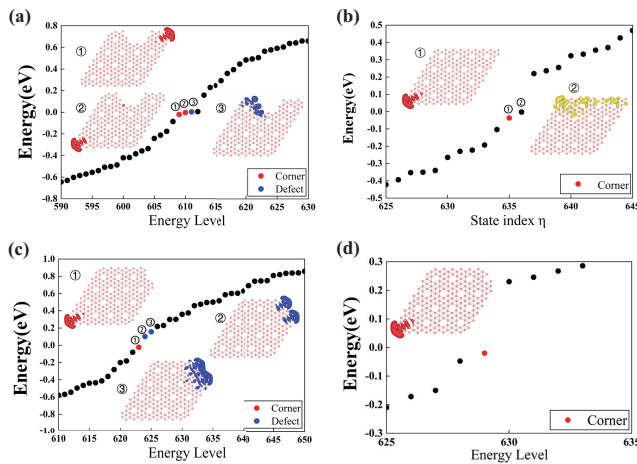 (a)
Energy(eV)
0.8
0.6
0.4
0.2
0.0
-0.2
-0.4
-0.6
-0.8
①
②
③
① ② ③
Corner
Defect
590 595 600 605 610 615 620 625 630
Energy Level
(b)
Energy(eV)
0.5
0.4
0.3
0.2
0.1
0.0
-0.1
-0.2
-0.3
-0.4
-0.5
①
②
① ②
Corner
625 630 635 640 645
State index η
(c)
Energy(eV)
1.0
0.8
0.6
0.4
0.2
0.0
-0.2
-0.4
-0.6
-0.8
-1.0
①
②
③
① ② ③
Corner
Defect
610 615 620 625 630 635 640 645 650
Energy Level
(d)
Energy(eV)
0.3
0.2
0.1
0.0
0.1
0.2
0.3
Corner
625 630 635
Energy Level